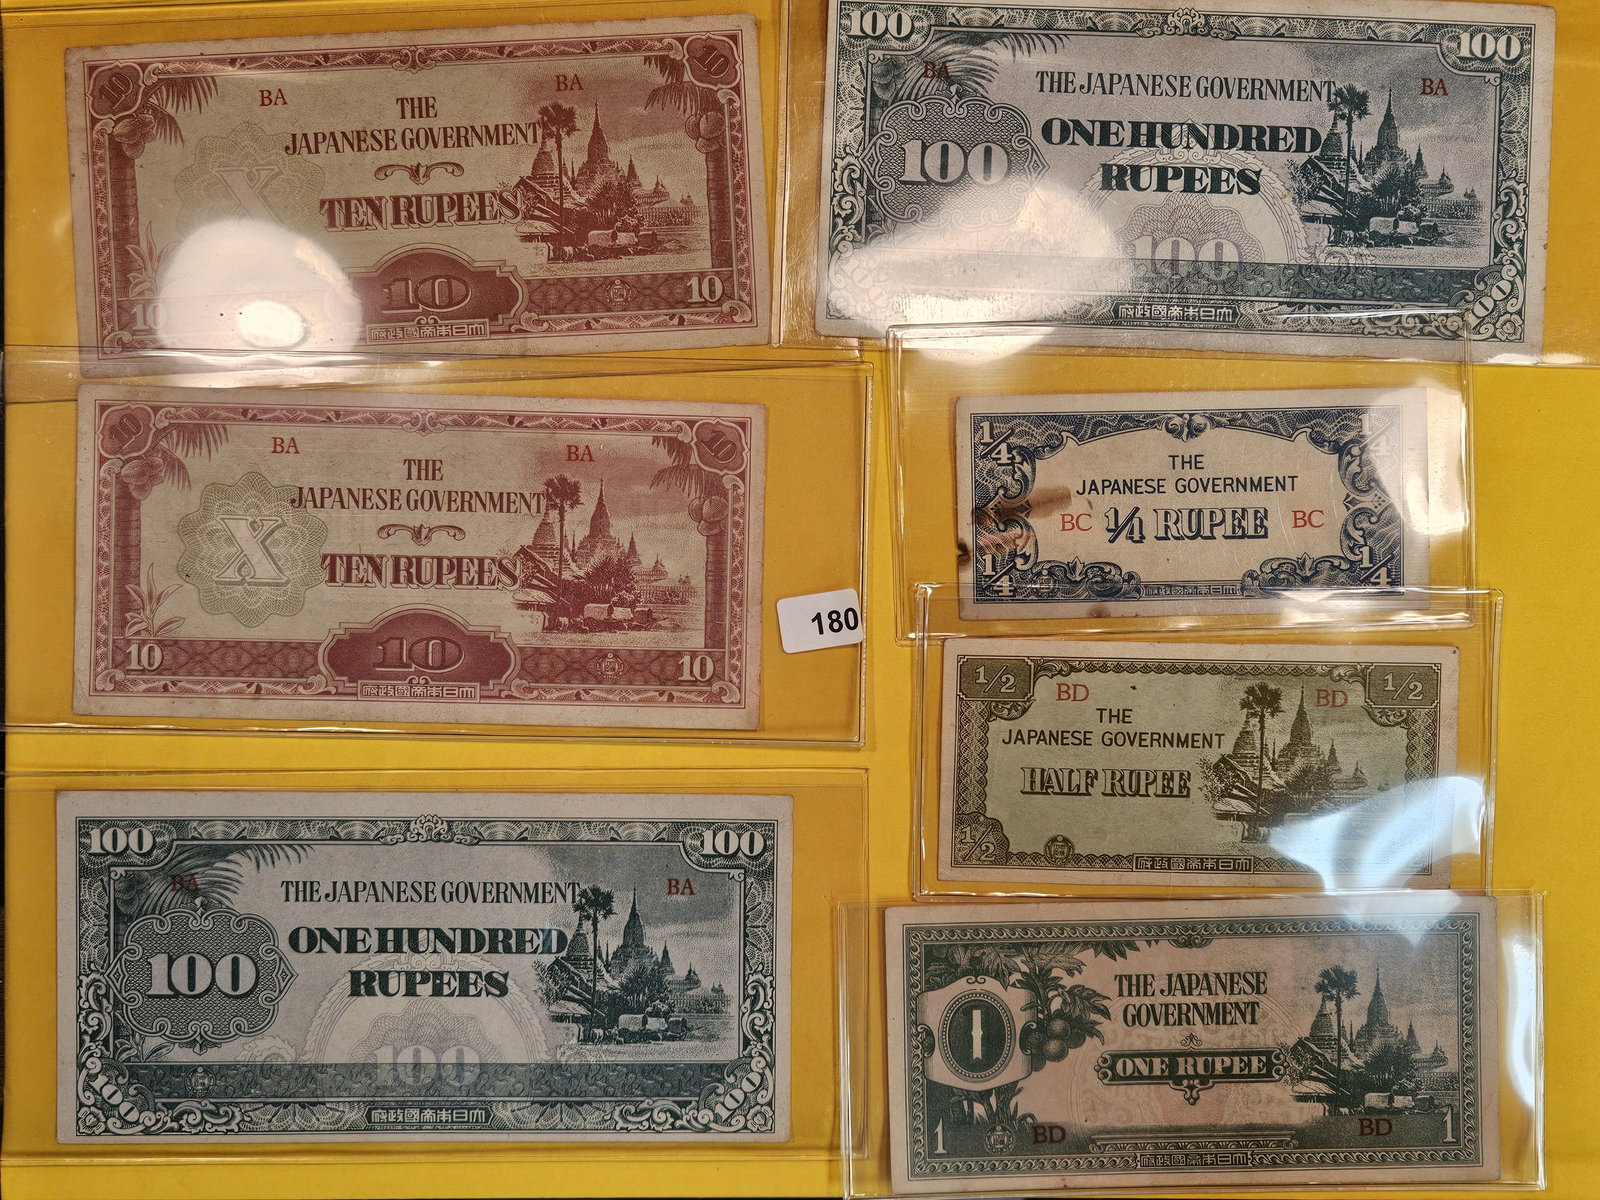 10 10
BA BA
THE
JAPANESE GOVERNMENT
X
TEN RUPEES
10
10 10
府政國帝本日大
10 10
BA BA
THE
JAPANESE GOVERNMENT
X
TEN RUPEES
10
10 10
府政國帝本日大
180
100 100
BA BA
THE JAPANESE GOVERNMENT
100
ONE HUNDRED
RUPEES
100
100 100
府政國帝本日大
100 100
BA BA
THE JAPANESE GOVERNMENT
100
ONE HUNDRED
RUPEES
100
100
府政國帝本日大
1/4 1/4
THE
JAPANESE GOVERNMENT
BC 1/4 RUPEE BC
1/4 1/4
府政國帝本日大
1/2 1/2
BD BD
THE
JAPANESE GOVERNMENT
HALF RUPEE
1/2
府政國帝本日大
THE JAPANESE
GOVERNMENT
1
ONE RUPEE
1 BD BD 1
府政國帝本日大